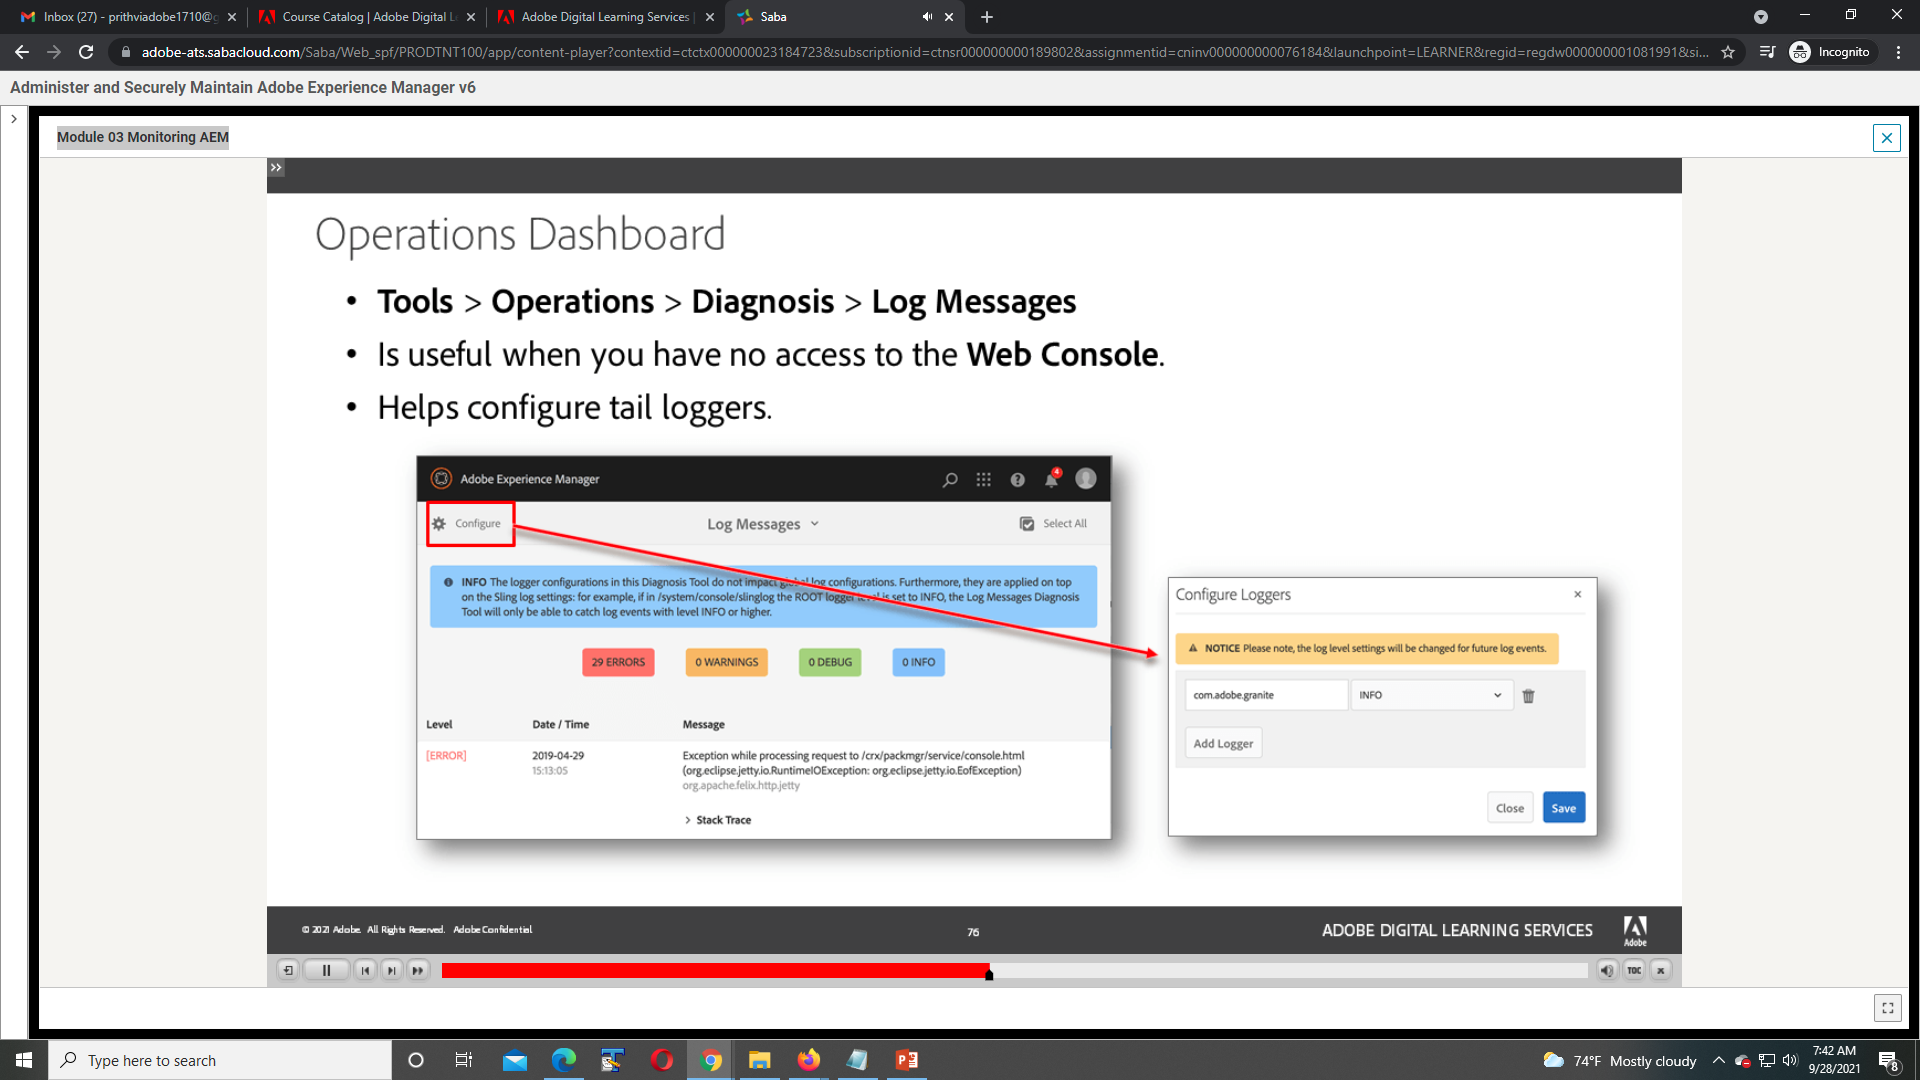 Inbox (27) - prithviadobe1710@g
Course Catalog | Adobe Digital L
Adobe Digital Learning Services |
Saba
adobe-ats.sabacloud.com/Saba/Web_spf/PRODTNT100/app/content-player?contextid=ctctx000000023184723&subscriptionid=ctnsr0000000000189802&assignmentid=cninv000000000076184&launchpoint=LEARNER&regid=regdw000000001081991&si...
Incognito
Administer and Securely Maintain Adobe Experience Manager v6
Module 03 Monitoring AEM
Operations Dashboard
• Tools > Operations > Diagnosis > Log Messages
• Is useful when you have no access to the Web Console.
• Helps configure tail loggers.
Adobe Experience Manager
4
Configure
Log Messages
Select All
INFO The logger configurations in this Diagnosis Tool do not impact global log configurations. Furthermore, they are applied on top
on the Sling log settings: for example, if in /system/console/slinglog the ROOT logger level is set to INFO, the Log Messages Diagnosis
Tool will only be able to catch log events with level INFO or higher.
29 ERRORS
0 WARNINGS
0 DEBUG
0 INFO
Level
Date / Time
Message
[ERROR]
2019-04-29
15:13:05
Exception while processing request to /crx/packmgr/service/console.html
(org.eclipse.jetty.io.RuntimeIOException: org.eclipse.jetty.io.EofException)
org.apache.felix.http.jetty
> Stack Trace
Configure Loggers
NOTICE Please note, the log level settings will be changed for future log events.
com.adobe.granite
INFO
Add Logger
Close
Save
© 2021 Adobe. All Rights Reserved. Adobe Confidential.
76
ADOBE DIGITAL LEARNING SERVICES
Adobe
TOC
Type here to search
74°F Mostly cloudy
7:42 AM
9/28/2021
8